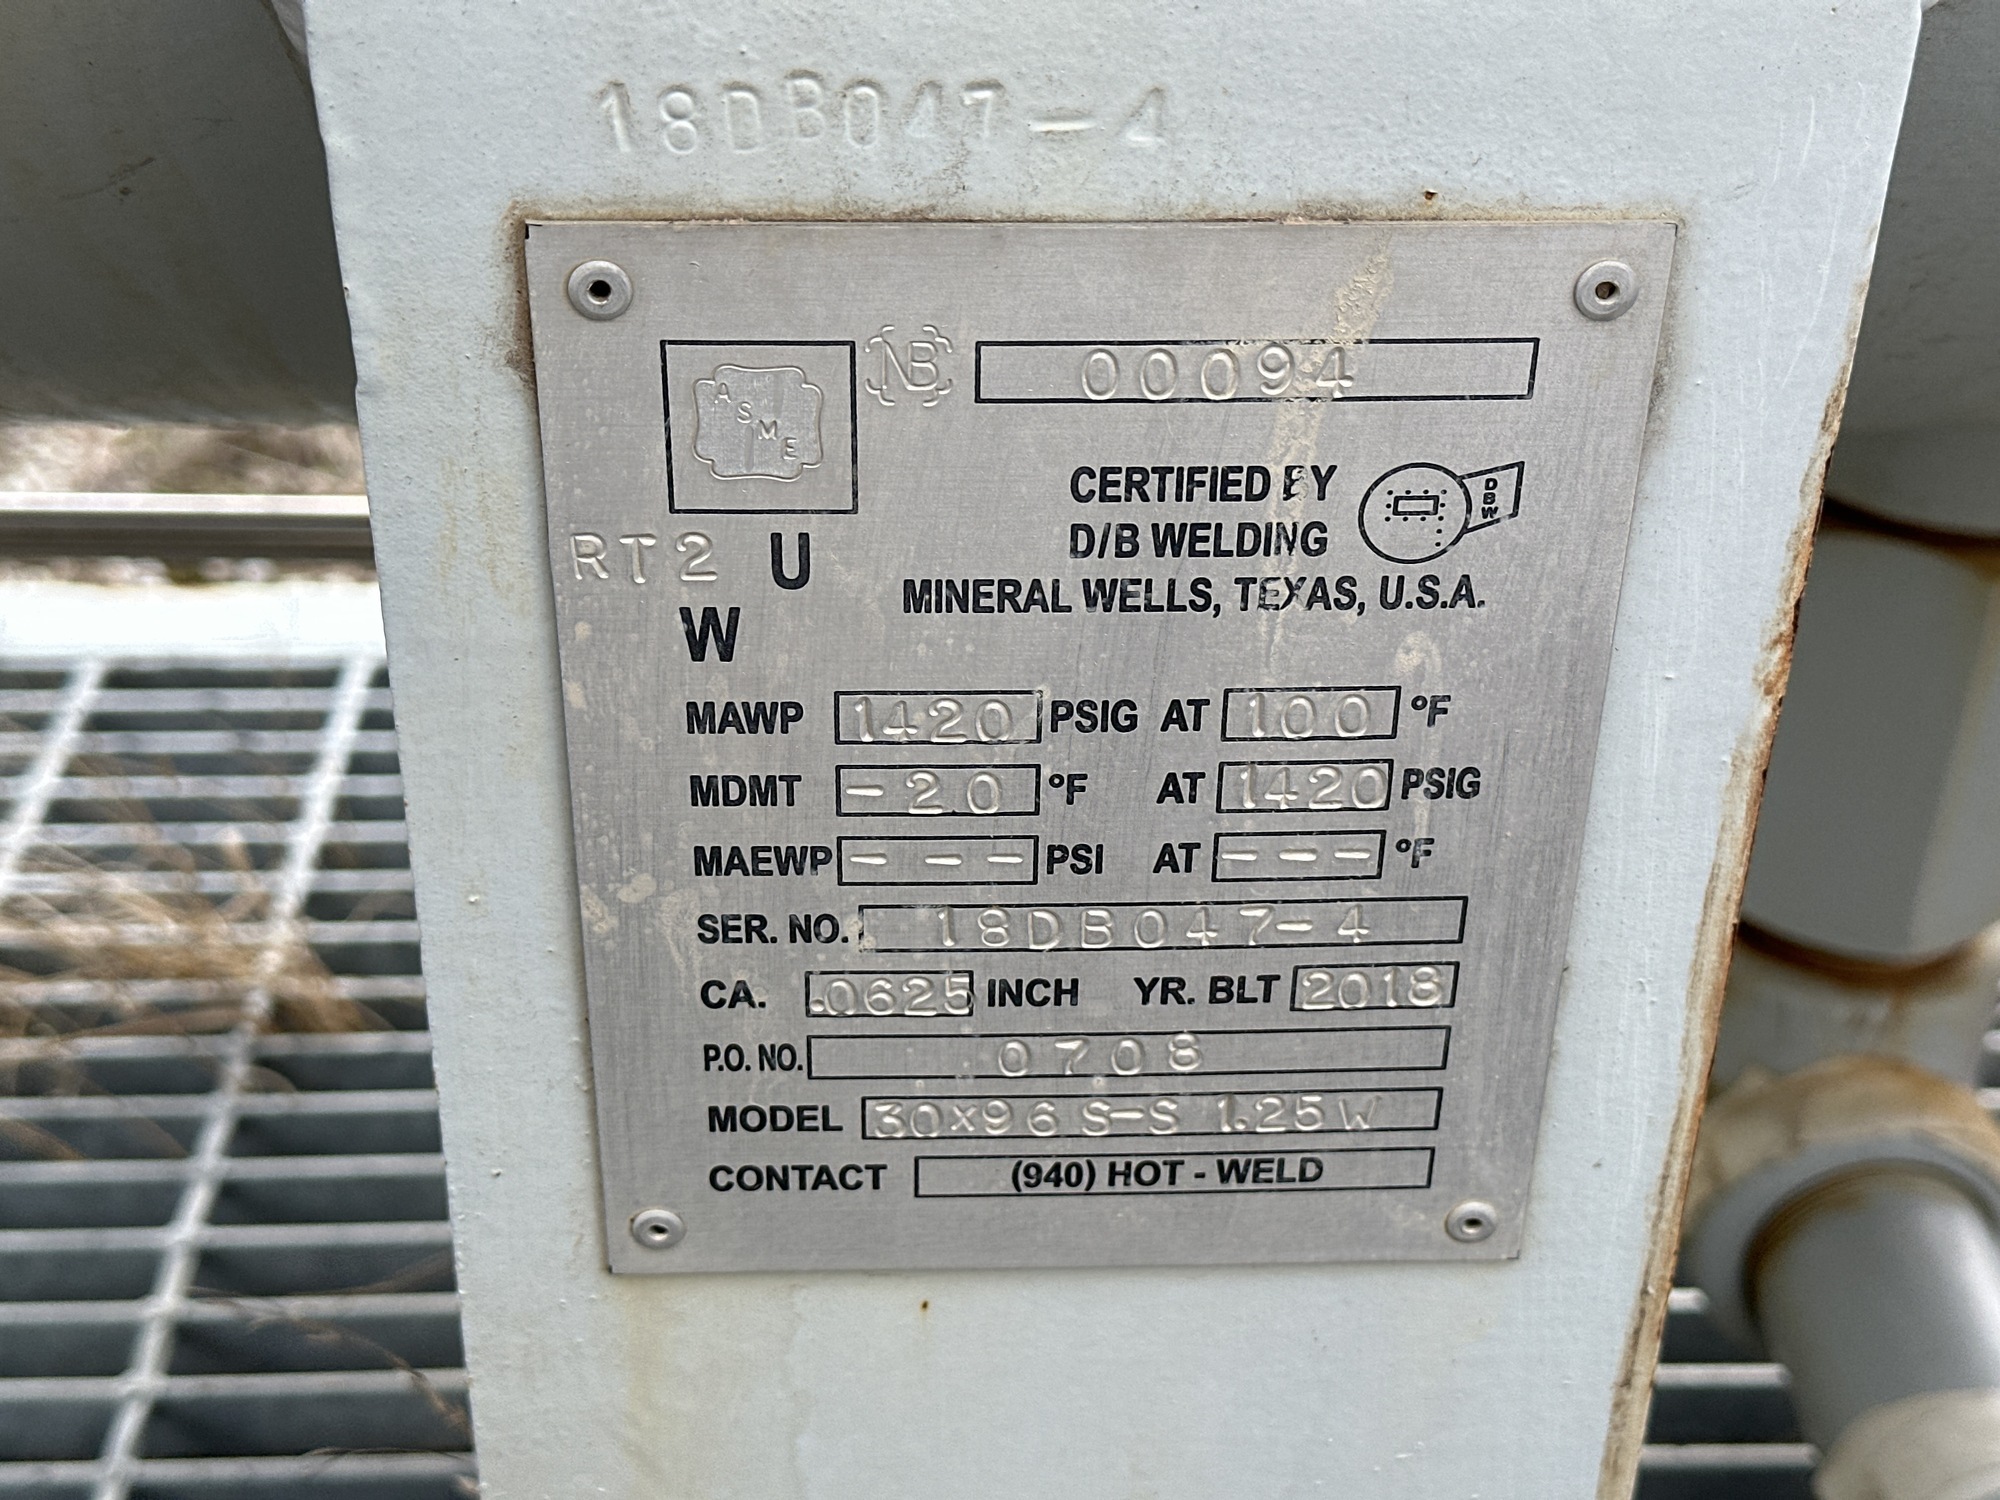 18DB047-4
ASME NB 00094
CERTIFIED BY
D/B WELDING
DBW
MINERAL WELLS, TEXAS, U.S.A.
RT2 U
W
MAWP 1420 PSIG AT 100 °F
MDMT -20 °F AT 1420 PSIG
MAEWP --- PSI AT --- °F
SER. NO. 18DB047-4
CA. .0625 INCH YR. BLT 2018
P.O. NO. 0708
MODEL 30x96 S-S 1.25W
CONTACT (940) HOT - WELD